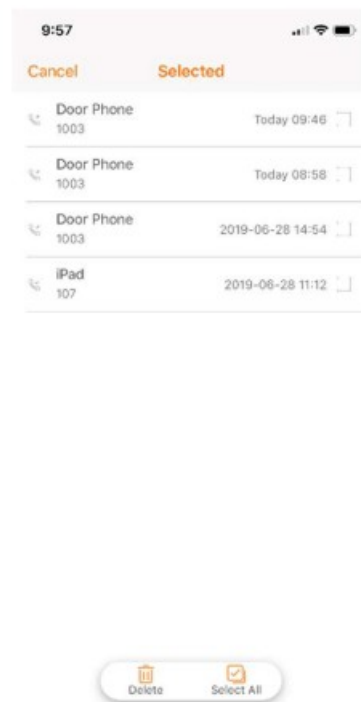 9:57
Cancel Selected
Door Phone
1003 Today 09:46
Door Phone
1003 Today 08:58
Door Phone
1003 2019-06-28 14:54
iPad
107 2019-06-28 11:12
Delete Select All